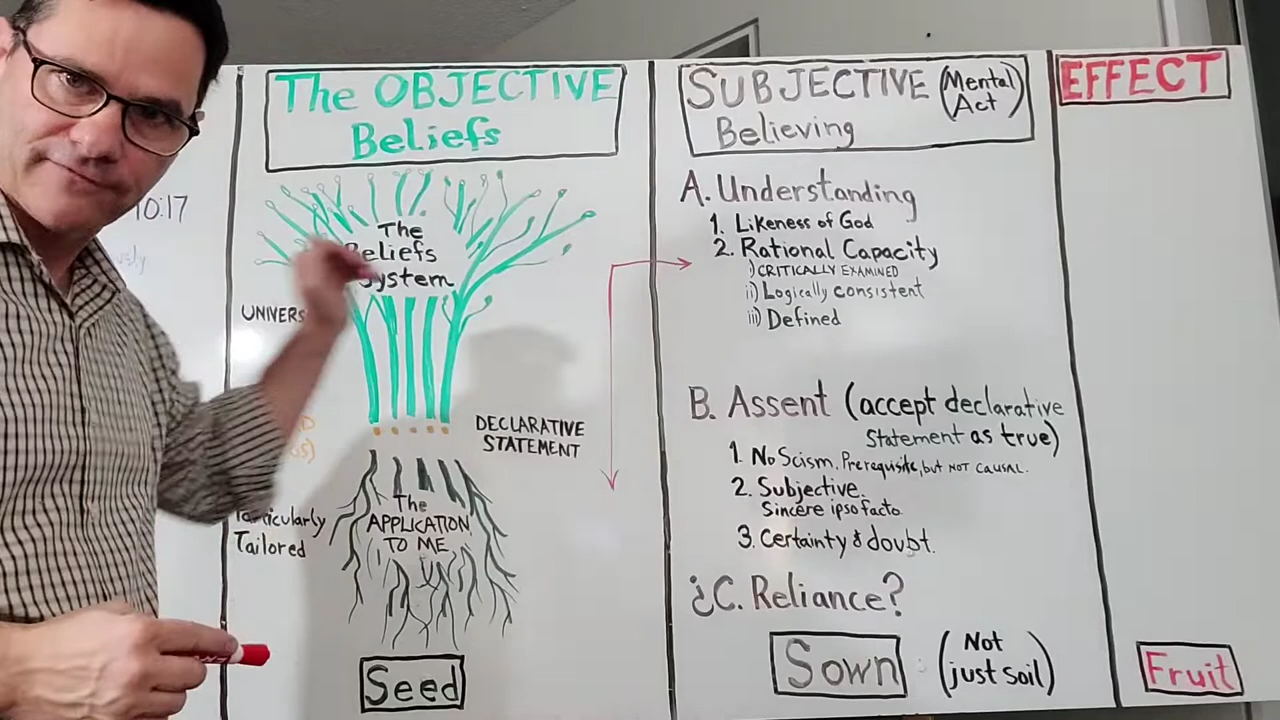 10:17
The OBJECTIVE
Beliefs
The
Beliefs
System
UNIVERS
DECLARATIVE
STATEMENT
Particularly
Tailored
The
APPLICATION
TO ME
Seed
SUBJECTIVE (Mental Act)
Believing
A. Understanding
1. Likeness of God
2. Rational Capacity
i) CRITICALLY EXAMINED
ii) Logically consistent
iii) Defined
B. Assent (accept declarative
Statement as true)
1. No Scism. Prerequisite, but NOT CAUSAL.
2. Subjective.
Sincere ipso facto
3. Certainty & doubt.
¿C. Reliance?
Sown
(Not
just soil)
EFFECT
Fruit